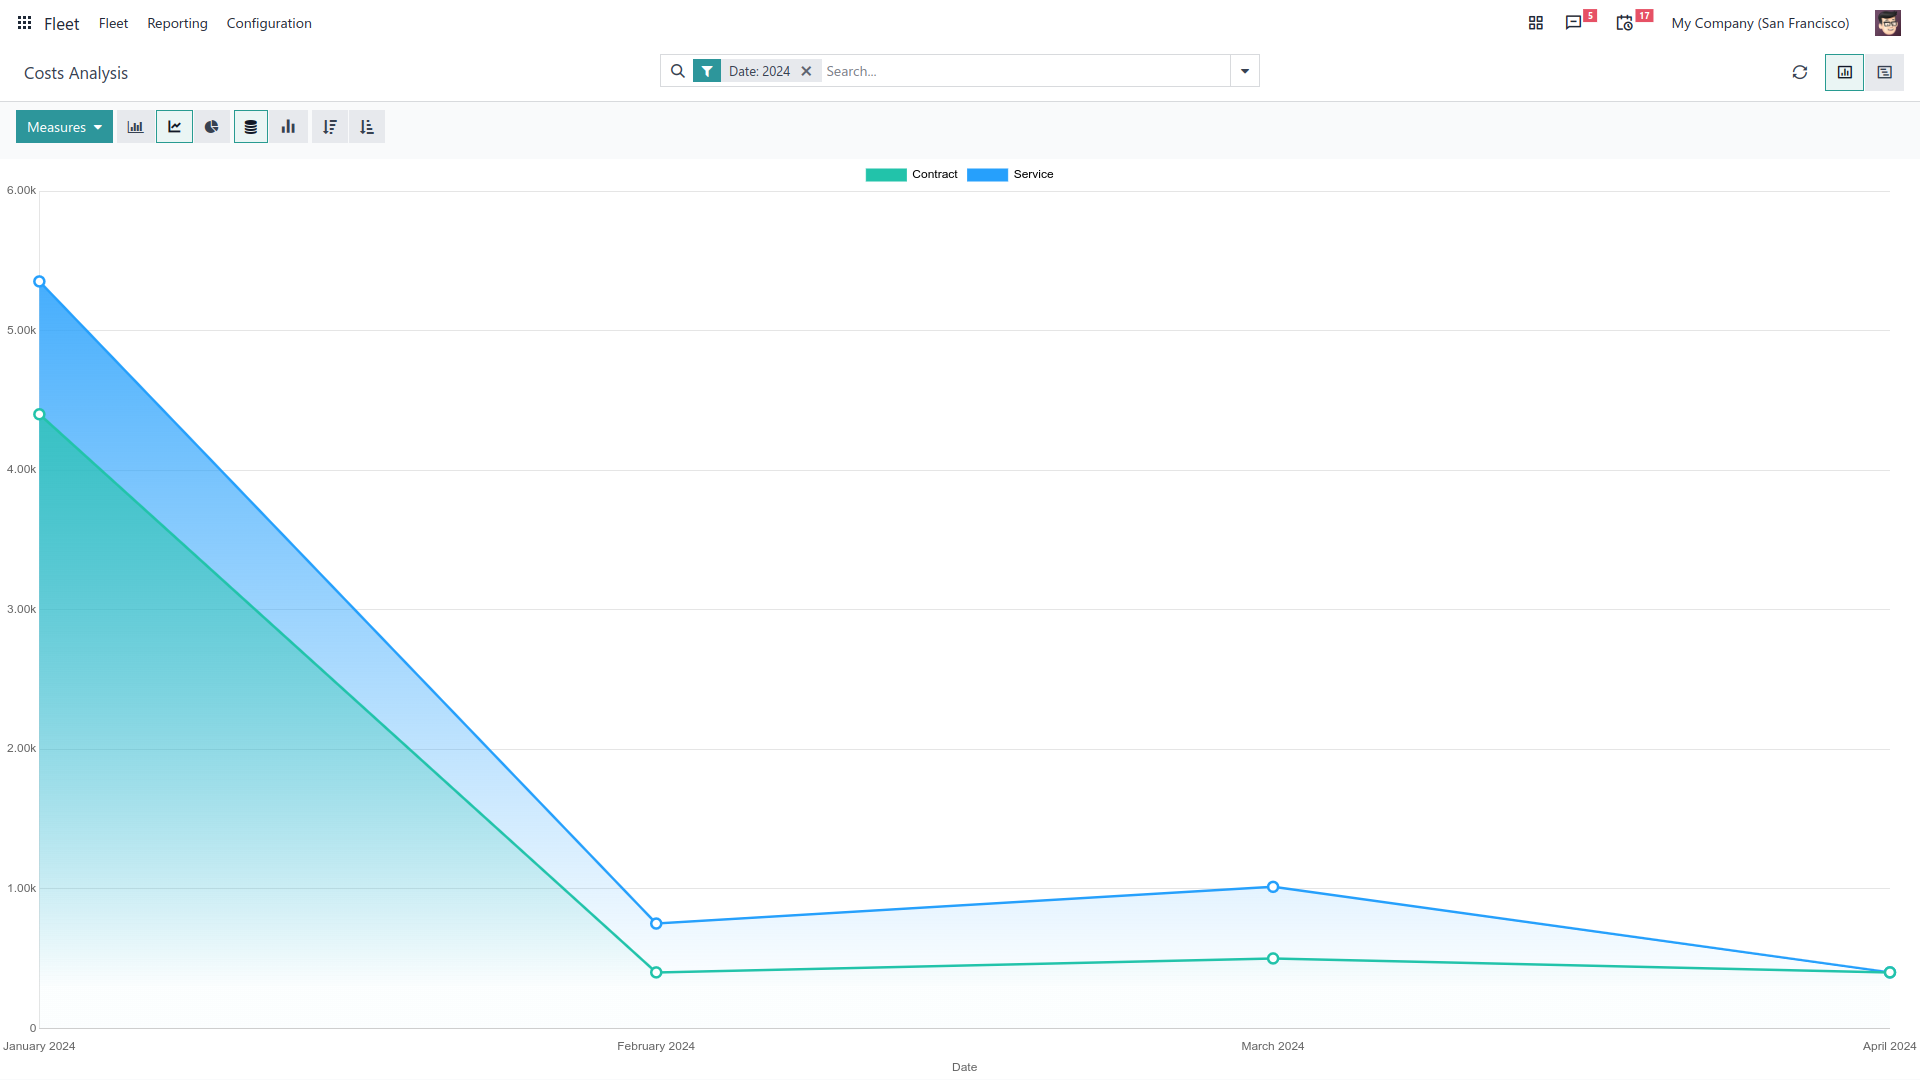 Fleet Fleet Reporting Configuration 5 17 My Company (San Francisco)
Costs Analysis Date: 2024 Search...
Measures
Contract Service
6.00k
5.00k
4.00k
3.00k
2.00k
1.00k
0
January 2024 February 2024 March 2024 April 2024
Date